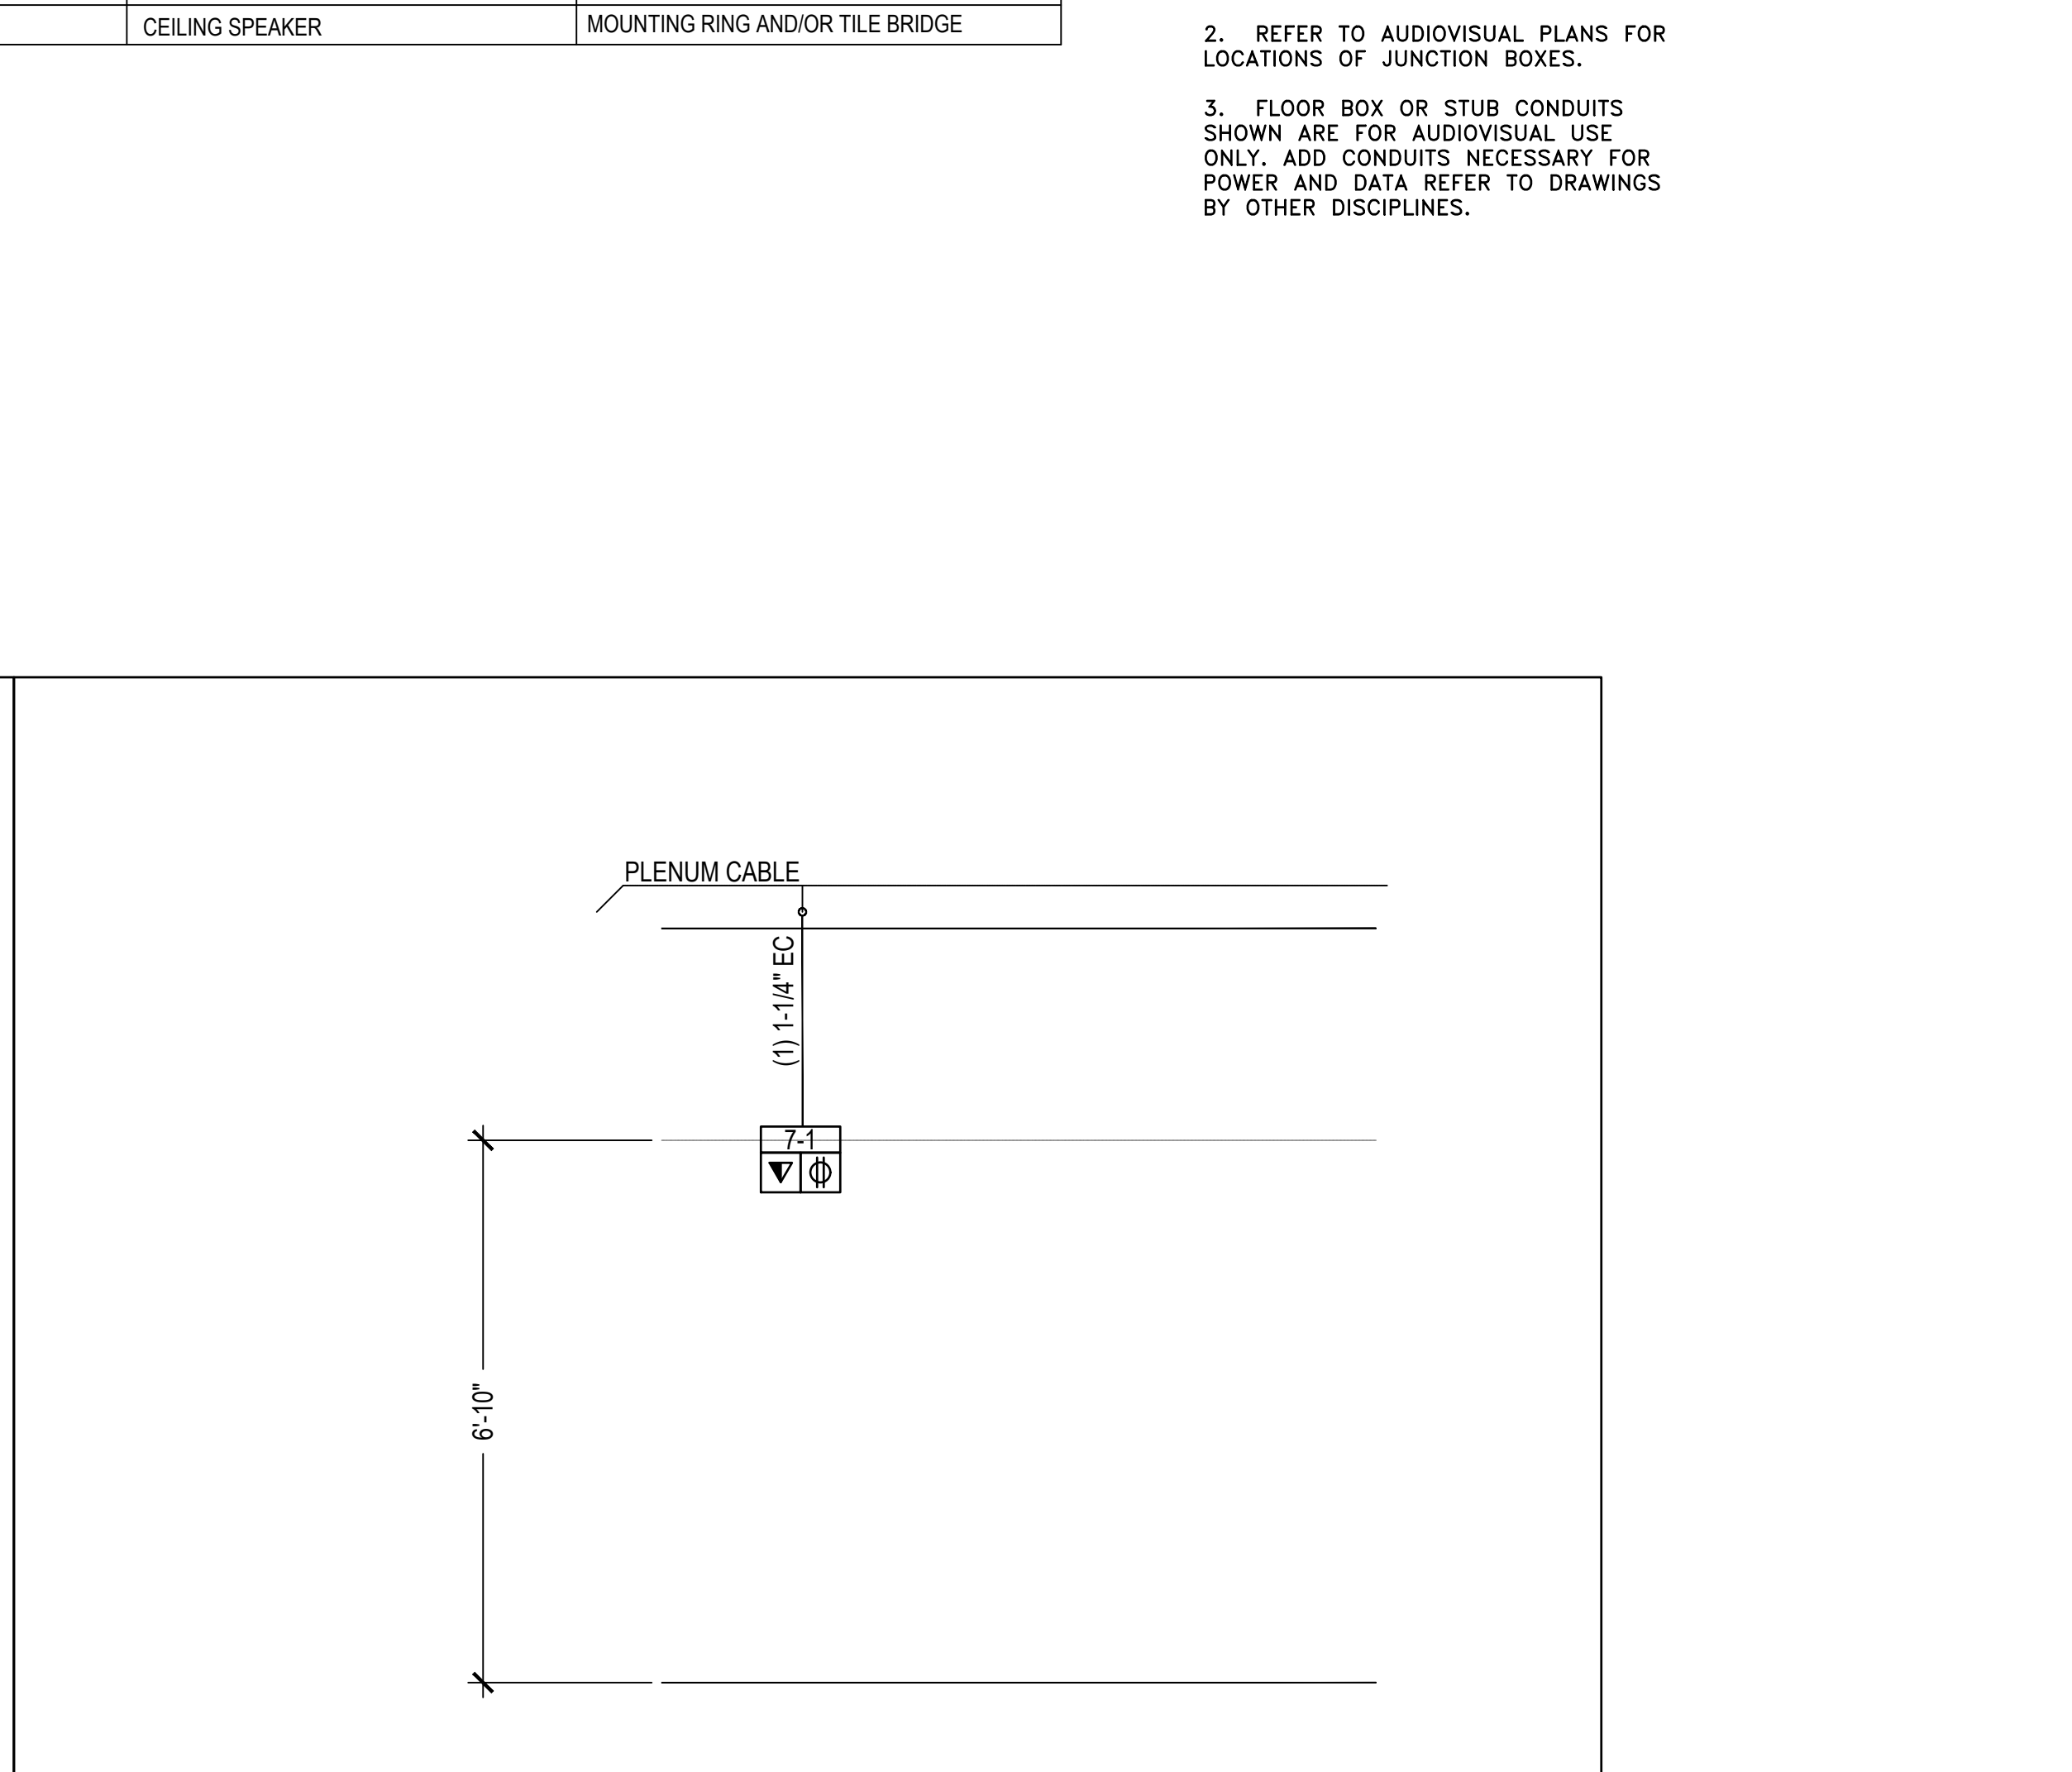 CEILING SPEAKER
MOUNTING RING AND/OR TILE BRIDGE
2. REFER TO AUDIOVISUAL PLANS FOR
LOCATIONS OF JUNCTION BOXES.
3. FLOOR BOX OR STUB CONDUITS
SHOWN ARE FOR AUDIOVISUAL USE
ONLY. ADD CONDUITS NECESSARY FOR
POWER AND DATA REFER TO DRAWINGS
BY OTHER DISCIPLINES.
PLENUM CABLE
(1) 1-1/4" EC
7-1
6'-10"